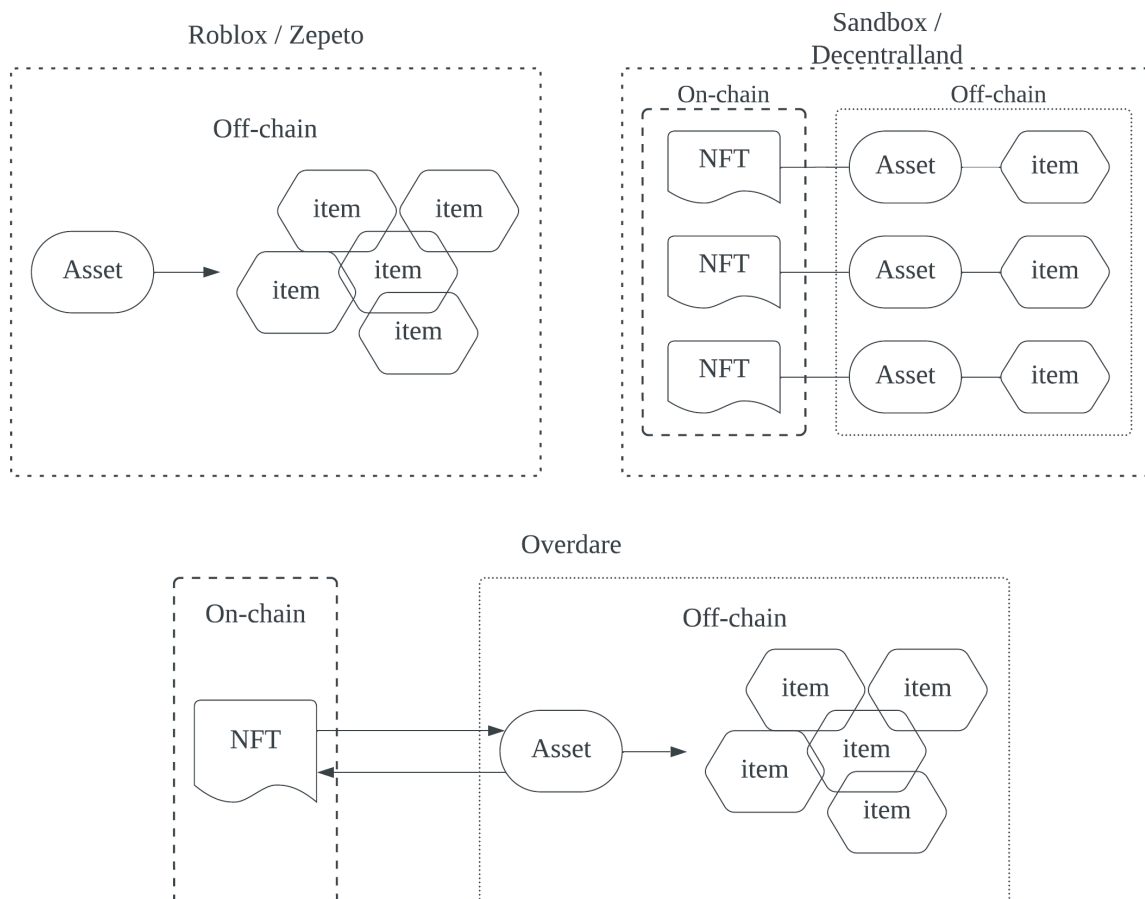 Roblox / Zepeto
Off-chain
item
item
Asset
item
item
item
Sandbox /
Decentralland
On-chain
Off-chain
NFT
Asset
item
NFT
Asset
item
NFT
Asset
item
Overdare
On-chain
Off-chain
item
item
NFT
Asset
item
item
item